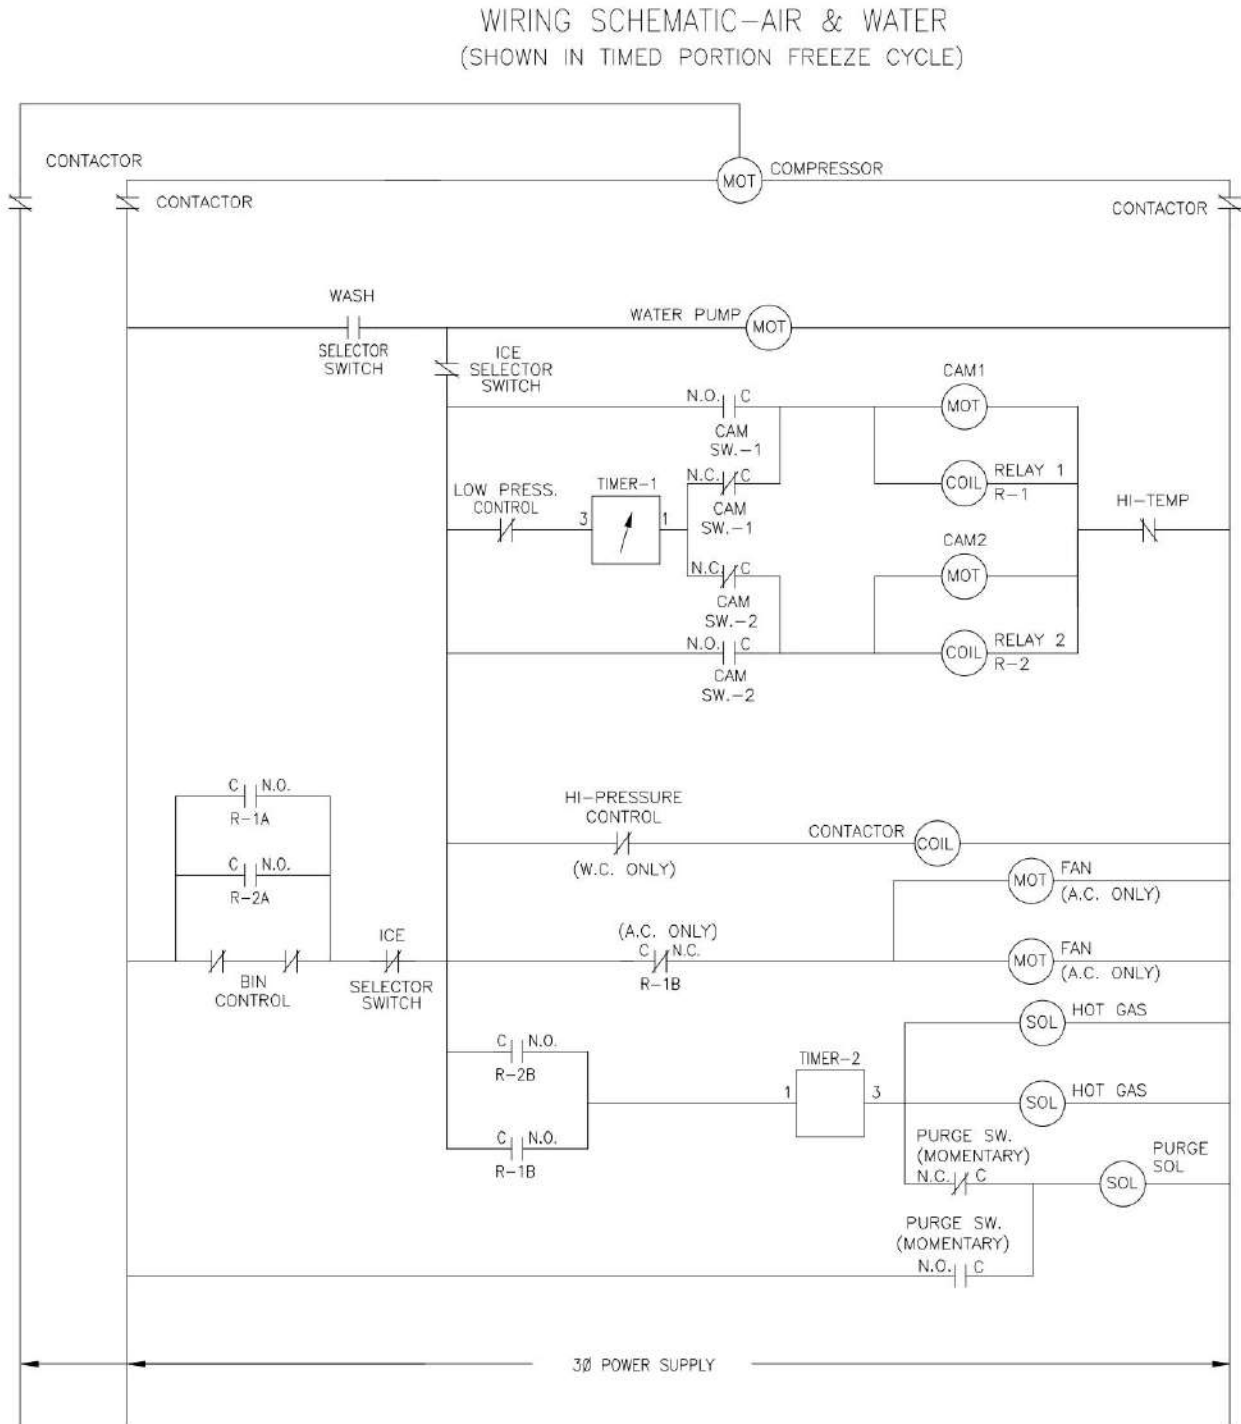 WIRING SCHEMATIC-AIR & WATER
(SHOWN IN TIMED PORTION FREEZE CYCLE)
CONTACTOR
MOT
COMPRESSOR
CONTACTOR
CONTACTOR
WASH
SELECTOR
SWITCH
WATER PUMP
MOT
ICE
SELECTOR
SWITCH
N.O. C
CAM
SW.-1
CAM1
MOT
LOW PRESS.
CONTROL
3
TIMER-1
1
N.C. C
CAM
SW.-1
COIL
RELAY 1
R-1
HI-TEMP
N.C. C
CAM
SW.-2
CAM2
MOT
N.O. C
CAM
SW.-2
COIL
RELAY 2
R-2
C N.O.
R-1A
C N.O.
R-2A
BIN
CONTROL
ICE
SELECTOR
SWITCH
HI-PRESSURE
CONTROL
(W.C. ONLY)
CONTACTOR
COIL
MOT
FAN
(A.C. ONLY)
(A.C. ONLY)
C N.C.
R-1B
MOT
FAN
(A.C. ONLY)
SOL
HOT GAS
C N.O.
R-2B
1
TIMER-2
3
SOL
HOT GAS
C N.O.
R-1B
PURGE SW.
(MOMENTARY)
N.C. C
SOL
PURGE
SOL
PURGE SW.
(MOMENTARY)
N.O. C
3Ø POWER SUPPLY